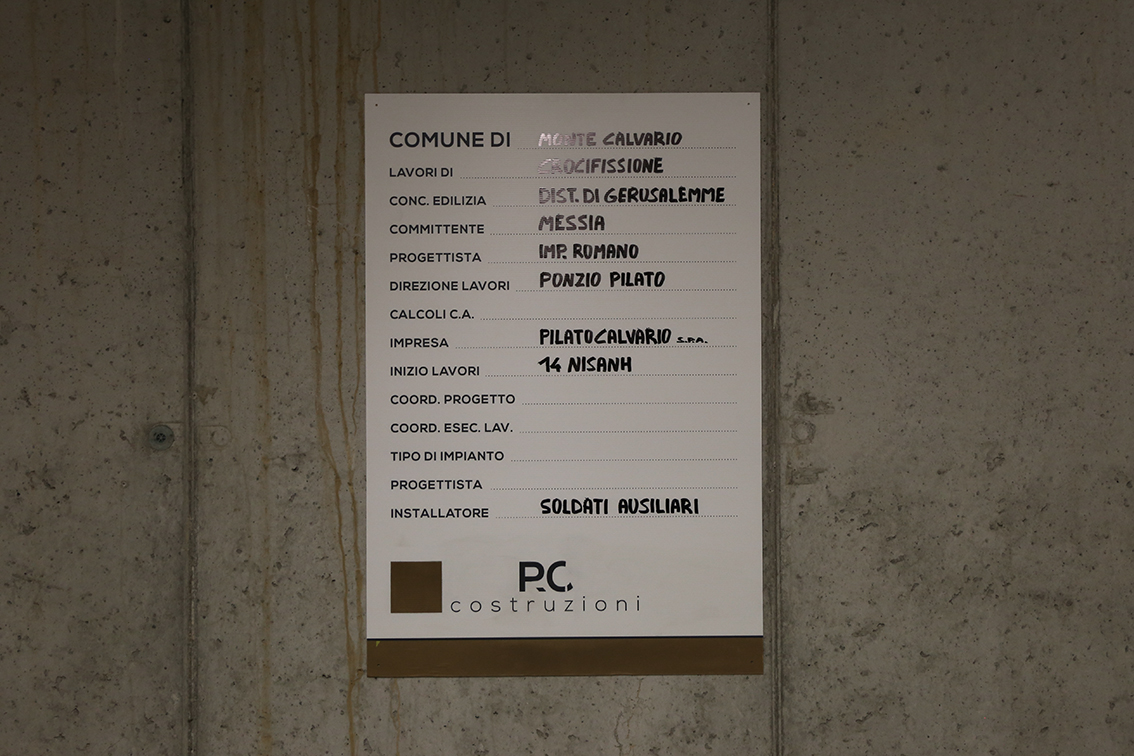 COMUNE DI MONTE CALVARIO
LAVORI DI CROCIFISSIONE
CONC. EDILIZIA DIST. DI GERUSALEMME
COMMITTENTE MESSIA
PROGETTISTA IMP. ROMANO
DIREZIONE LAVORI PONZIO PILATO
CALCOLI C.A.
IMPRESA PILATOCALVARIO S.P.A.
INIZIO LAVORI 14 NISANH
COORD. PROGETTO
COORD. ESEC. LAV.
TIPO DI IMPIANTO
PROGETTISTA
INSTALLATORE SOLDATI AUSILIARI
P.C.
costruzioni